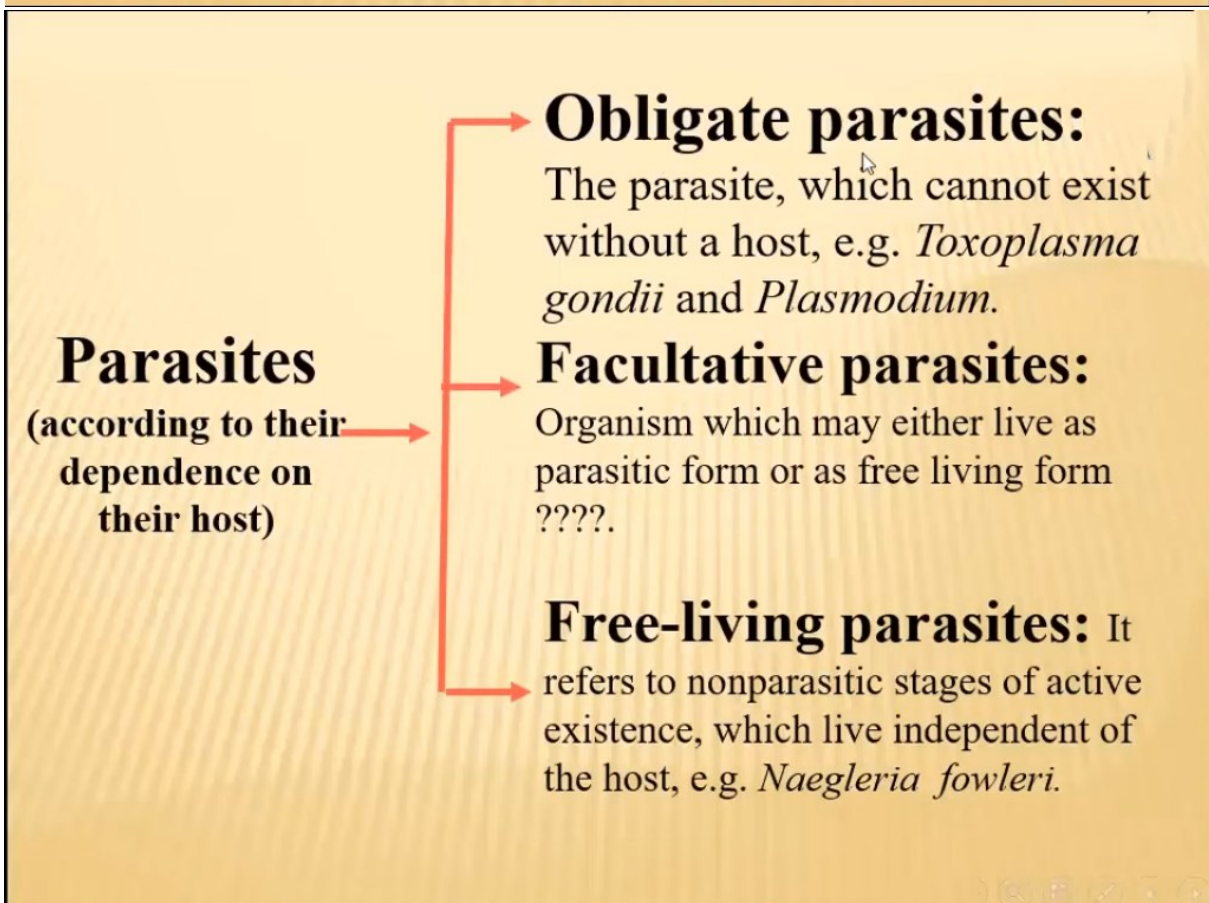 Parasites
(according to their
dependence on
their host)
Obligate parasites:
The parasite, which cannot exist
without a host, e.g. Toxoplasma
gondii and Plasmodium.
Facultative parasites:
Organism which may either live as
parasitic form or as free living form
????.
Free-living parasites: It
refers to nonparasitic stages of active
existence, which live independent of
the host, e.g. Naegleria fowleri.